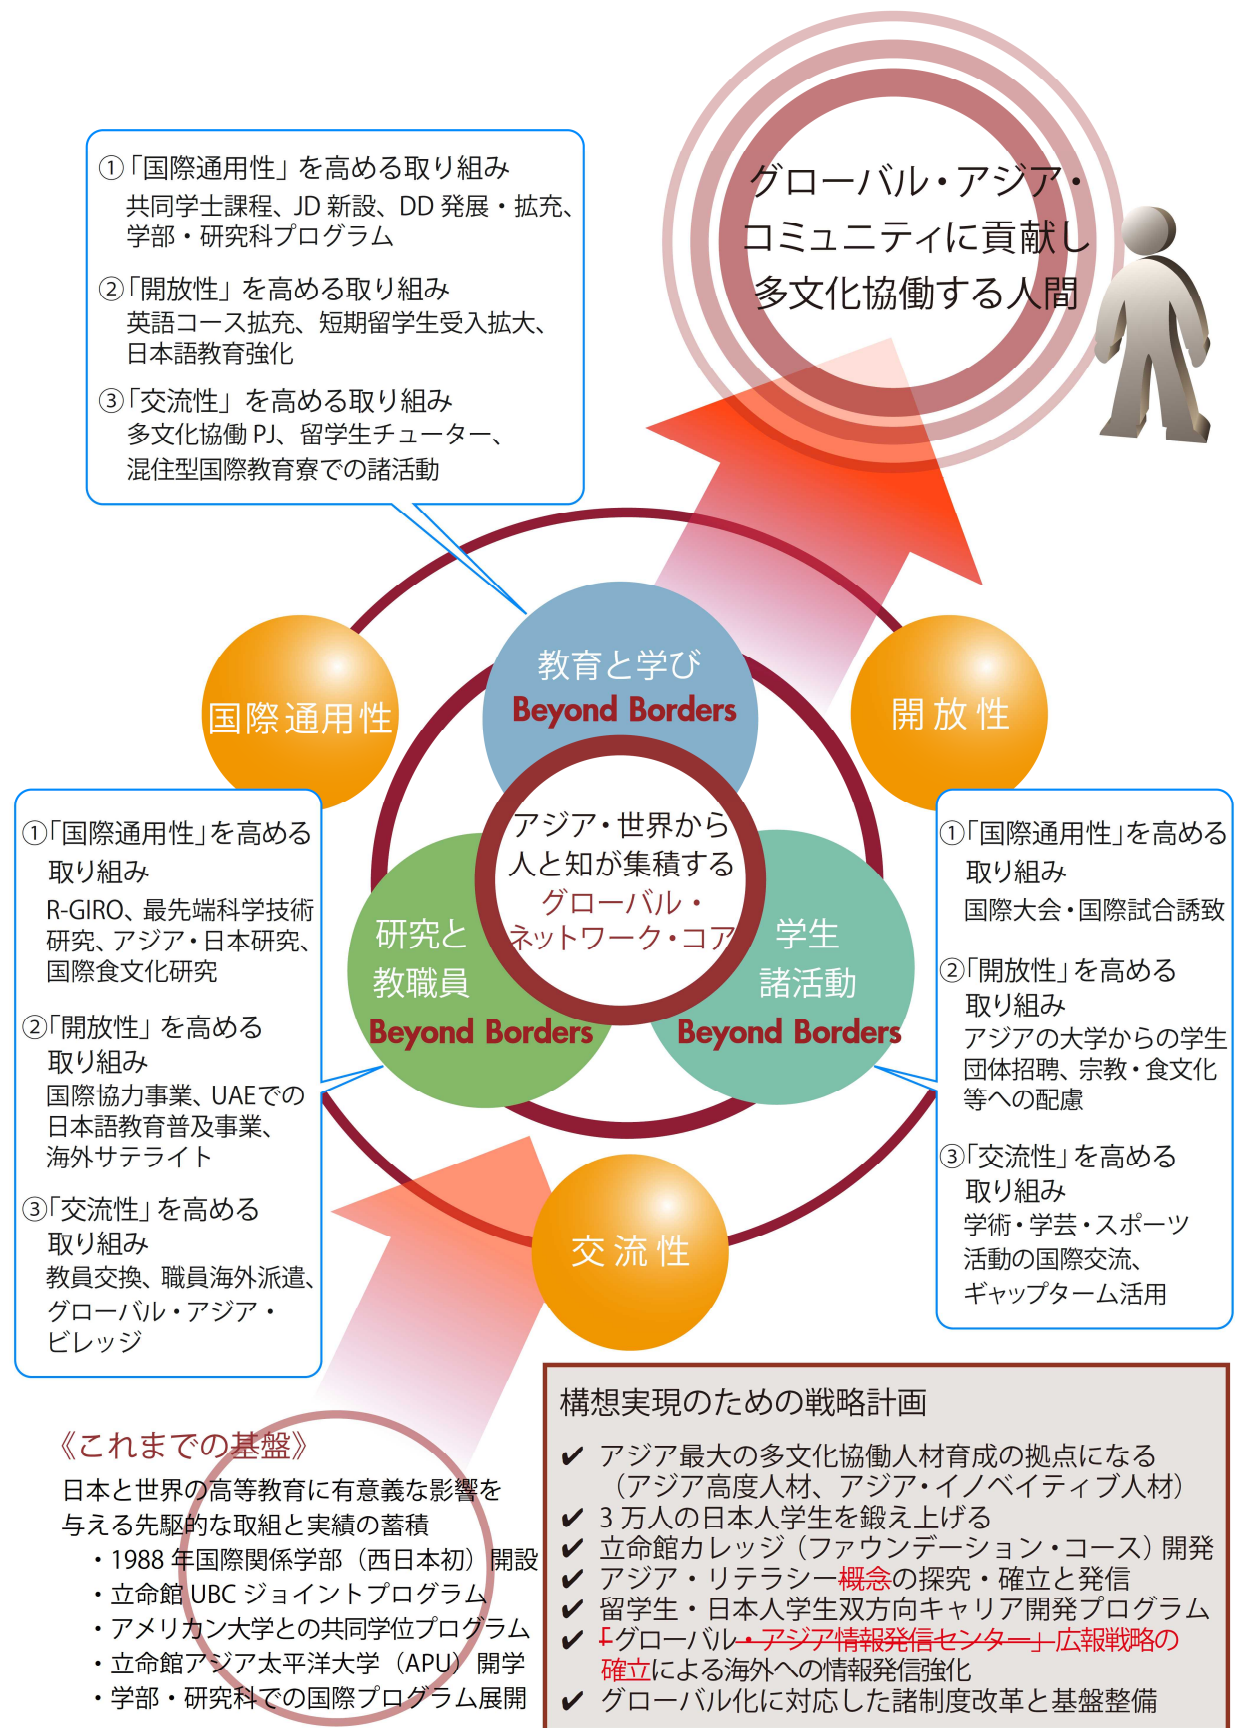 グローバル・アジア・
コミュニティに貢献し
多文化協働する人間
①「国際通用性」を高める取り組み
共同学士課程、JD 新設、DD 発展・拡充、
学部・研究科プログラム
②「開放性」を高める取り組み
英語コース拡充、短期留学生受入拡大、
日本語教育強化
③「交流性」を高める取り組み
多文化協働 PJ、留学生チューター、
混住型国際教育寮での諸活動
国際通用性
教育と学び
Beyond Borders
開放性
アジア・世界から
人と知が集積する
グローバル・
ネットワーク・コア
研究と
教職員
Beyond Borders
学生
諸活動
Beyond Borders
交流性
①「国際通用性」を高める
取り組み
R-GIRO、最先端科学技術
研究、アジア・日本研究、
国際食文化研究
②「開放性」を高める
取り組み
国際協力事業、UAEでの
日本語教育普及事業、
海外サテライト
③「交流性」を高める
取り組み
教員交換、職員海外派遣、
グローバル・アジア・
ビレッジ
①「国際通用性」を高める
取り組み
国際大会・国際試合誘致
②「開放性」を高める
取り組み
アジアの大学からの学生
団体招聘、宗教・食文化
等への配慮
③「交流性」を高める
取り組み
学術・学芸・スポーツ
活動の国際交流、
ギャップターム活用
《これまでの基盤》
日本と世界の高等教育に有意義な影響を
与える先駆的な取組と実績の蓄積
・1988 年国際関係学部（西日本初）開設
・立命館 UBC ジョイントプログラム
・アメリカン大学との共同学位プログラム
・立命館アジア太平洋大学（APU）開学
・学部・研究科での国際プログラム展開
構想実現のための戦略計画
✔ アジア最大の多文化協働人材育成の拠点になる
（アジア高度人材、アジア・イノベイティブ人材）
✔ 3 万人の日本人学生を鍛え上げる
✔ 立命館カレッジ（ファウンデーション・コース）開発
✔ アジア・リテラシー概念の探究・確立と発信
✔ 留学生・日本人学生双方向キャリア開発プログラム
✔ 「グローバル・アジア情報発信センター」広報戦略の
確立による海外への情報発信強化
✔ グローバル化に対応した諸制度改革と基盤整備